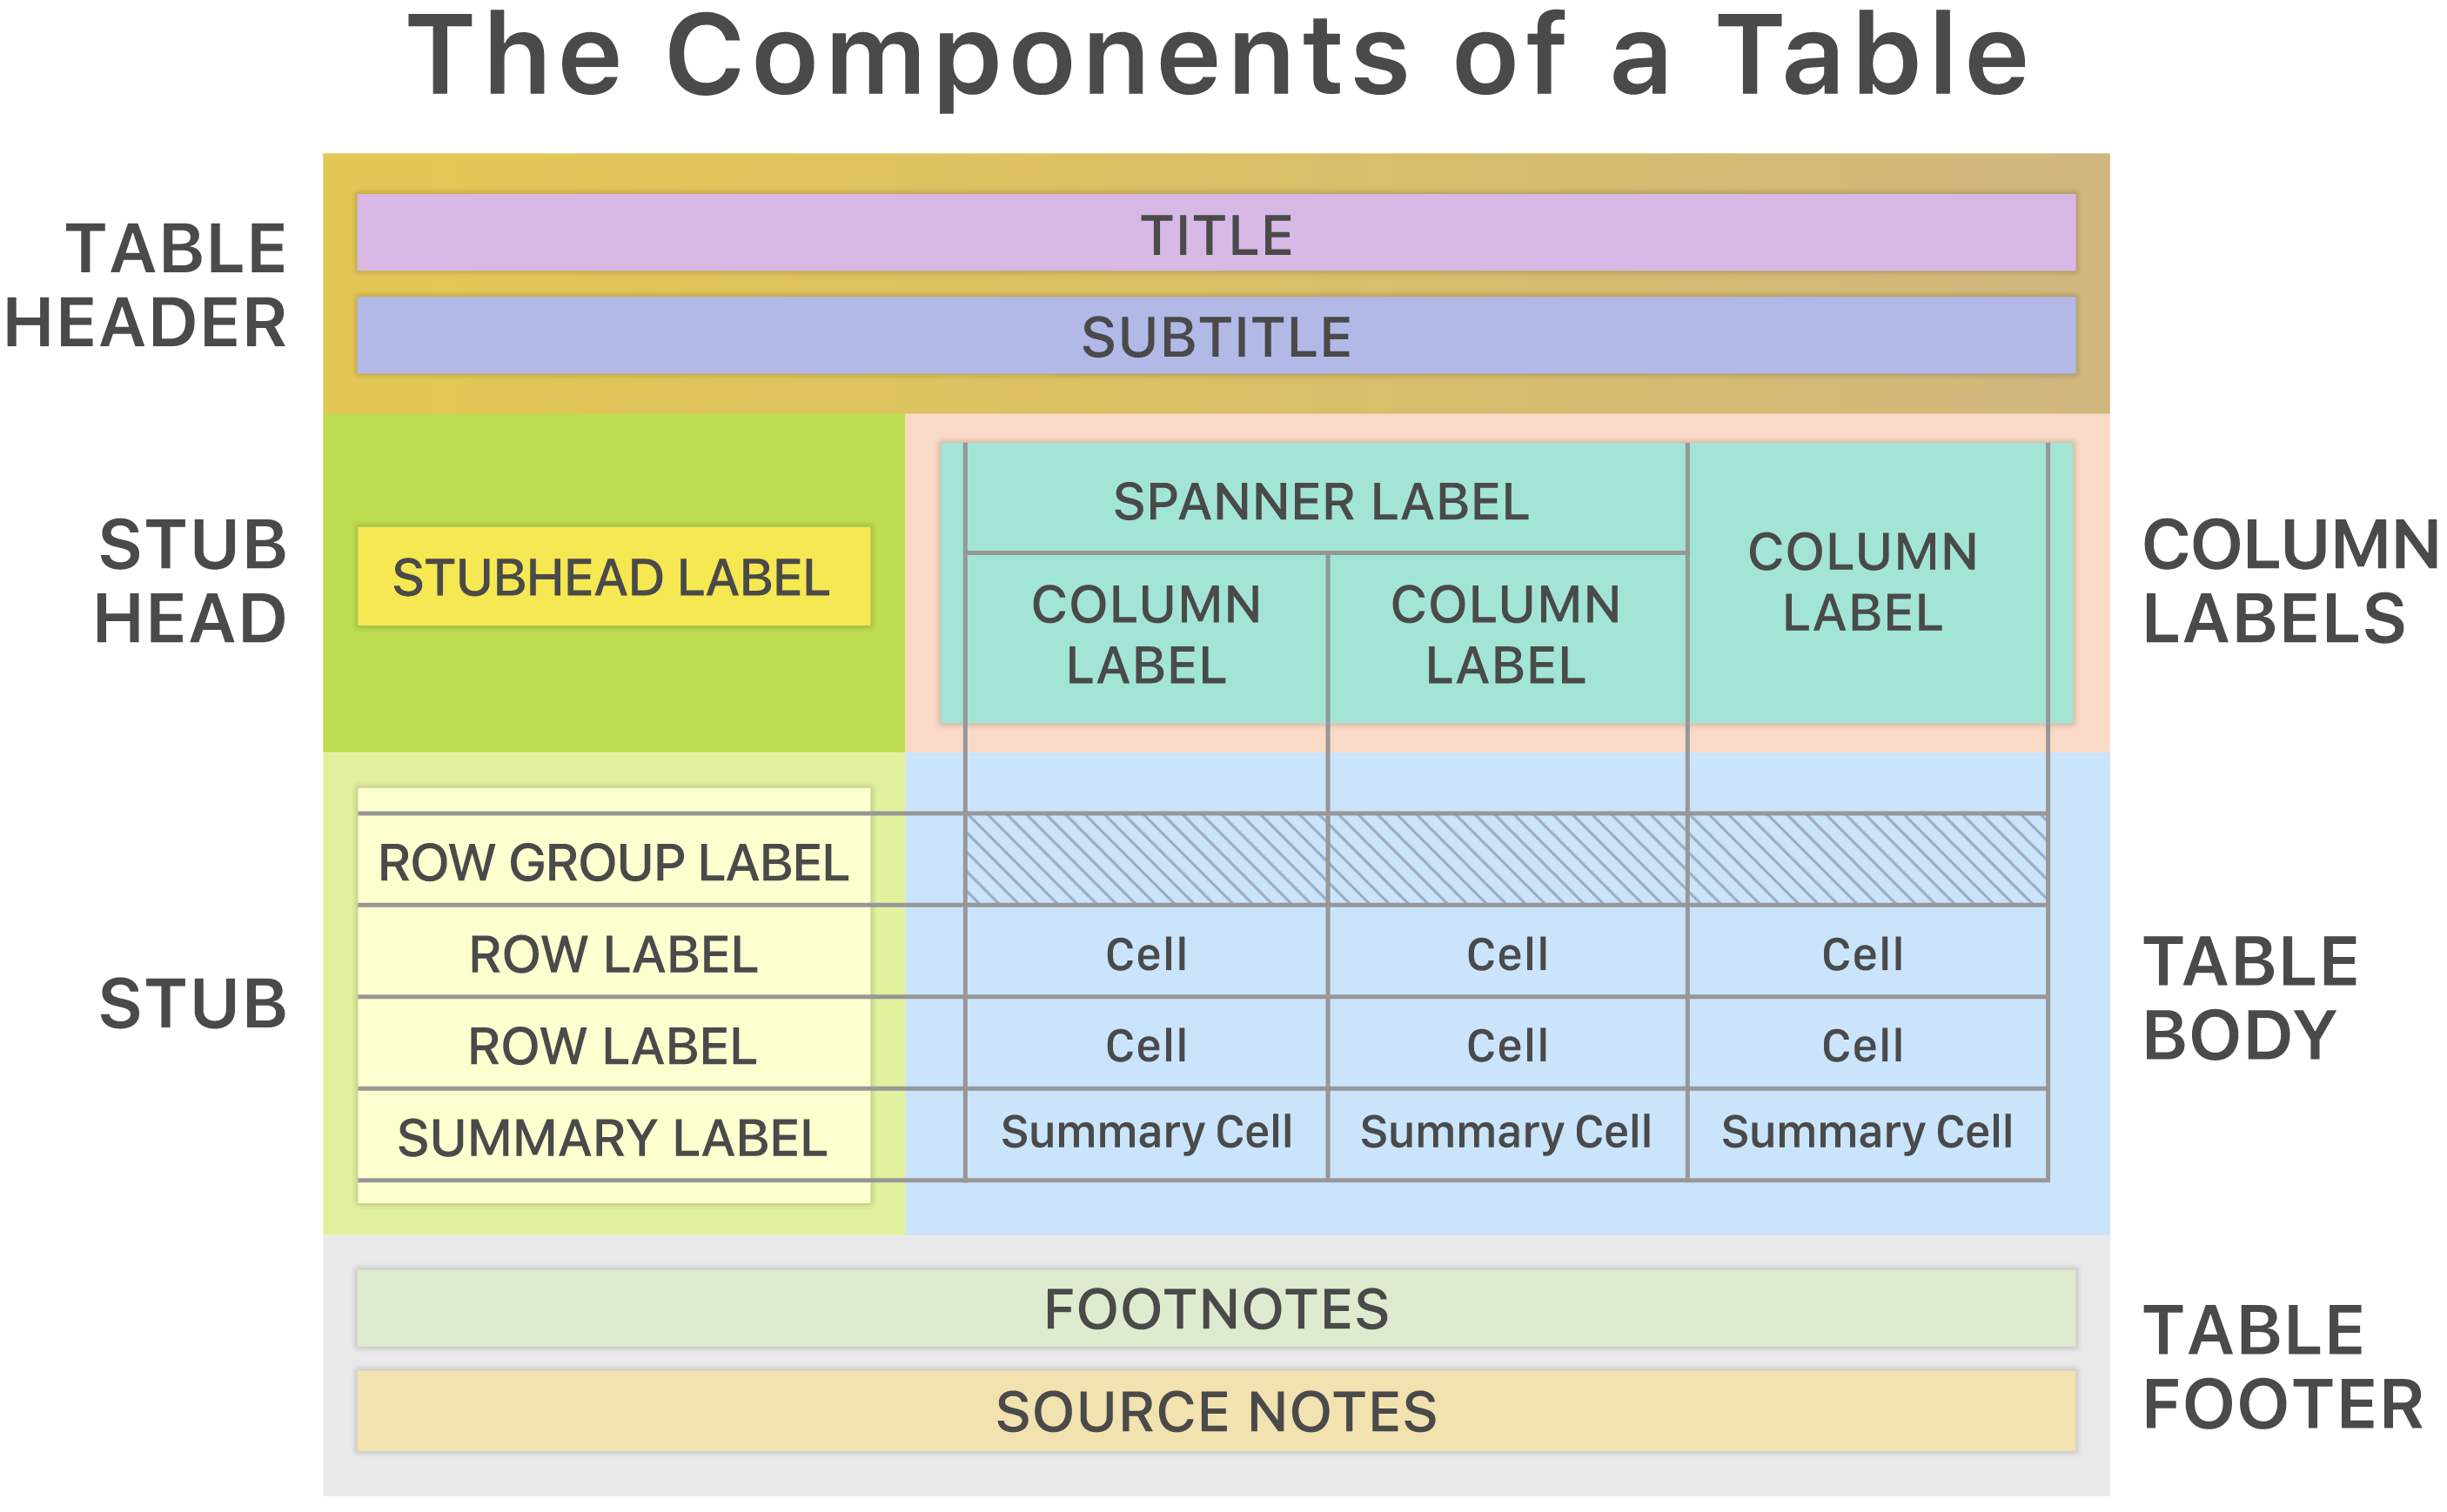 The Components of a Table
TABLE
HEADER
TITLE
SUBTITLE
STUB
HEAD
STUBHEAD LABEL
SPANNER LABEL
COLUMN
LABEL
COLUMN
LABEL
COLUMN
LABEL
COLUMN
LABELS
STUB
ROW GROUP LABEL
ROW LABEL
Cell
Cell
Cell
ROW LABEL
Cell
Cell
Cell
SUMMARY LABEL
Summary Cell
Summary Cell
Summary Cell
TABLE
BODY
FOOTNOTES
SOURCE NOTES
TABLE
FOOTER